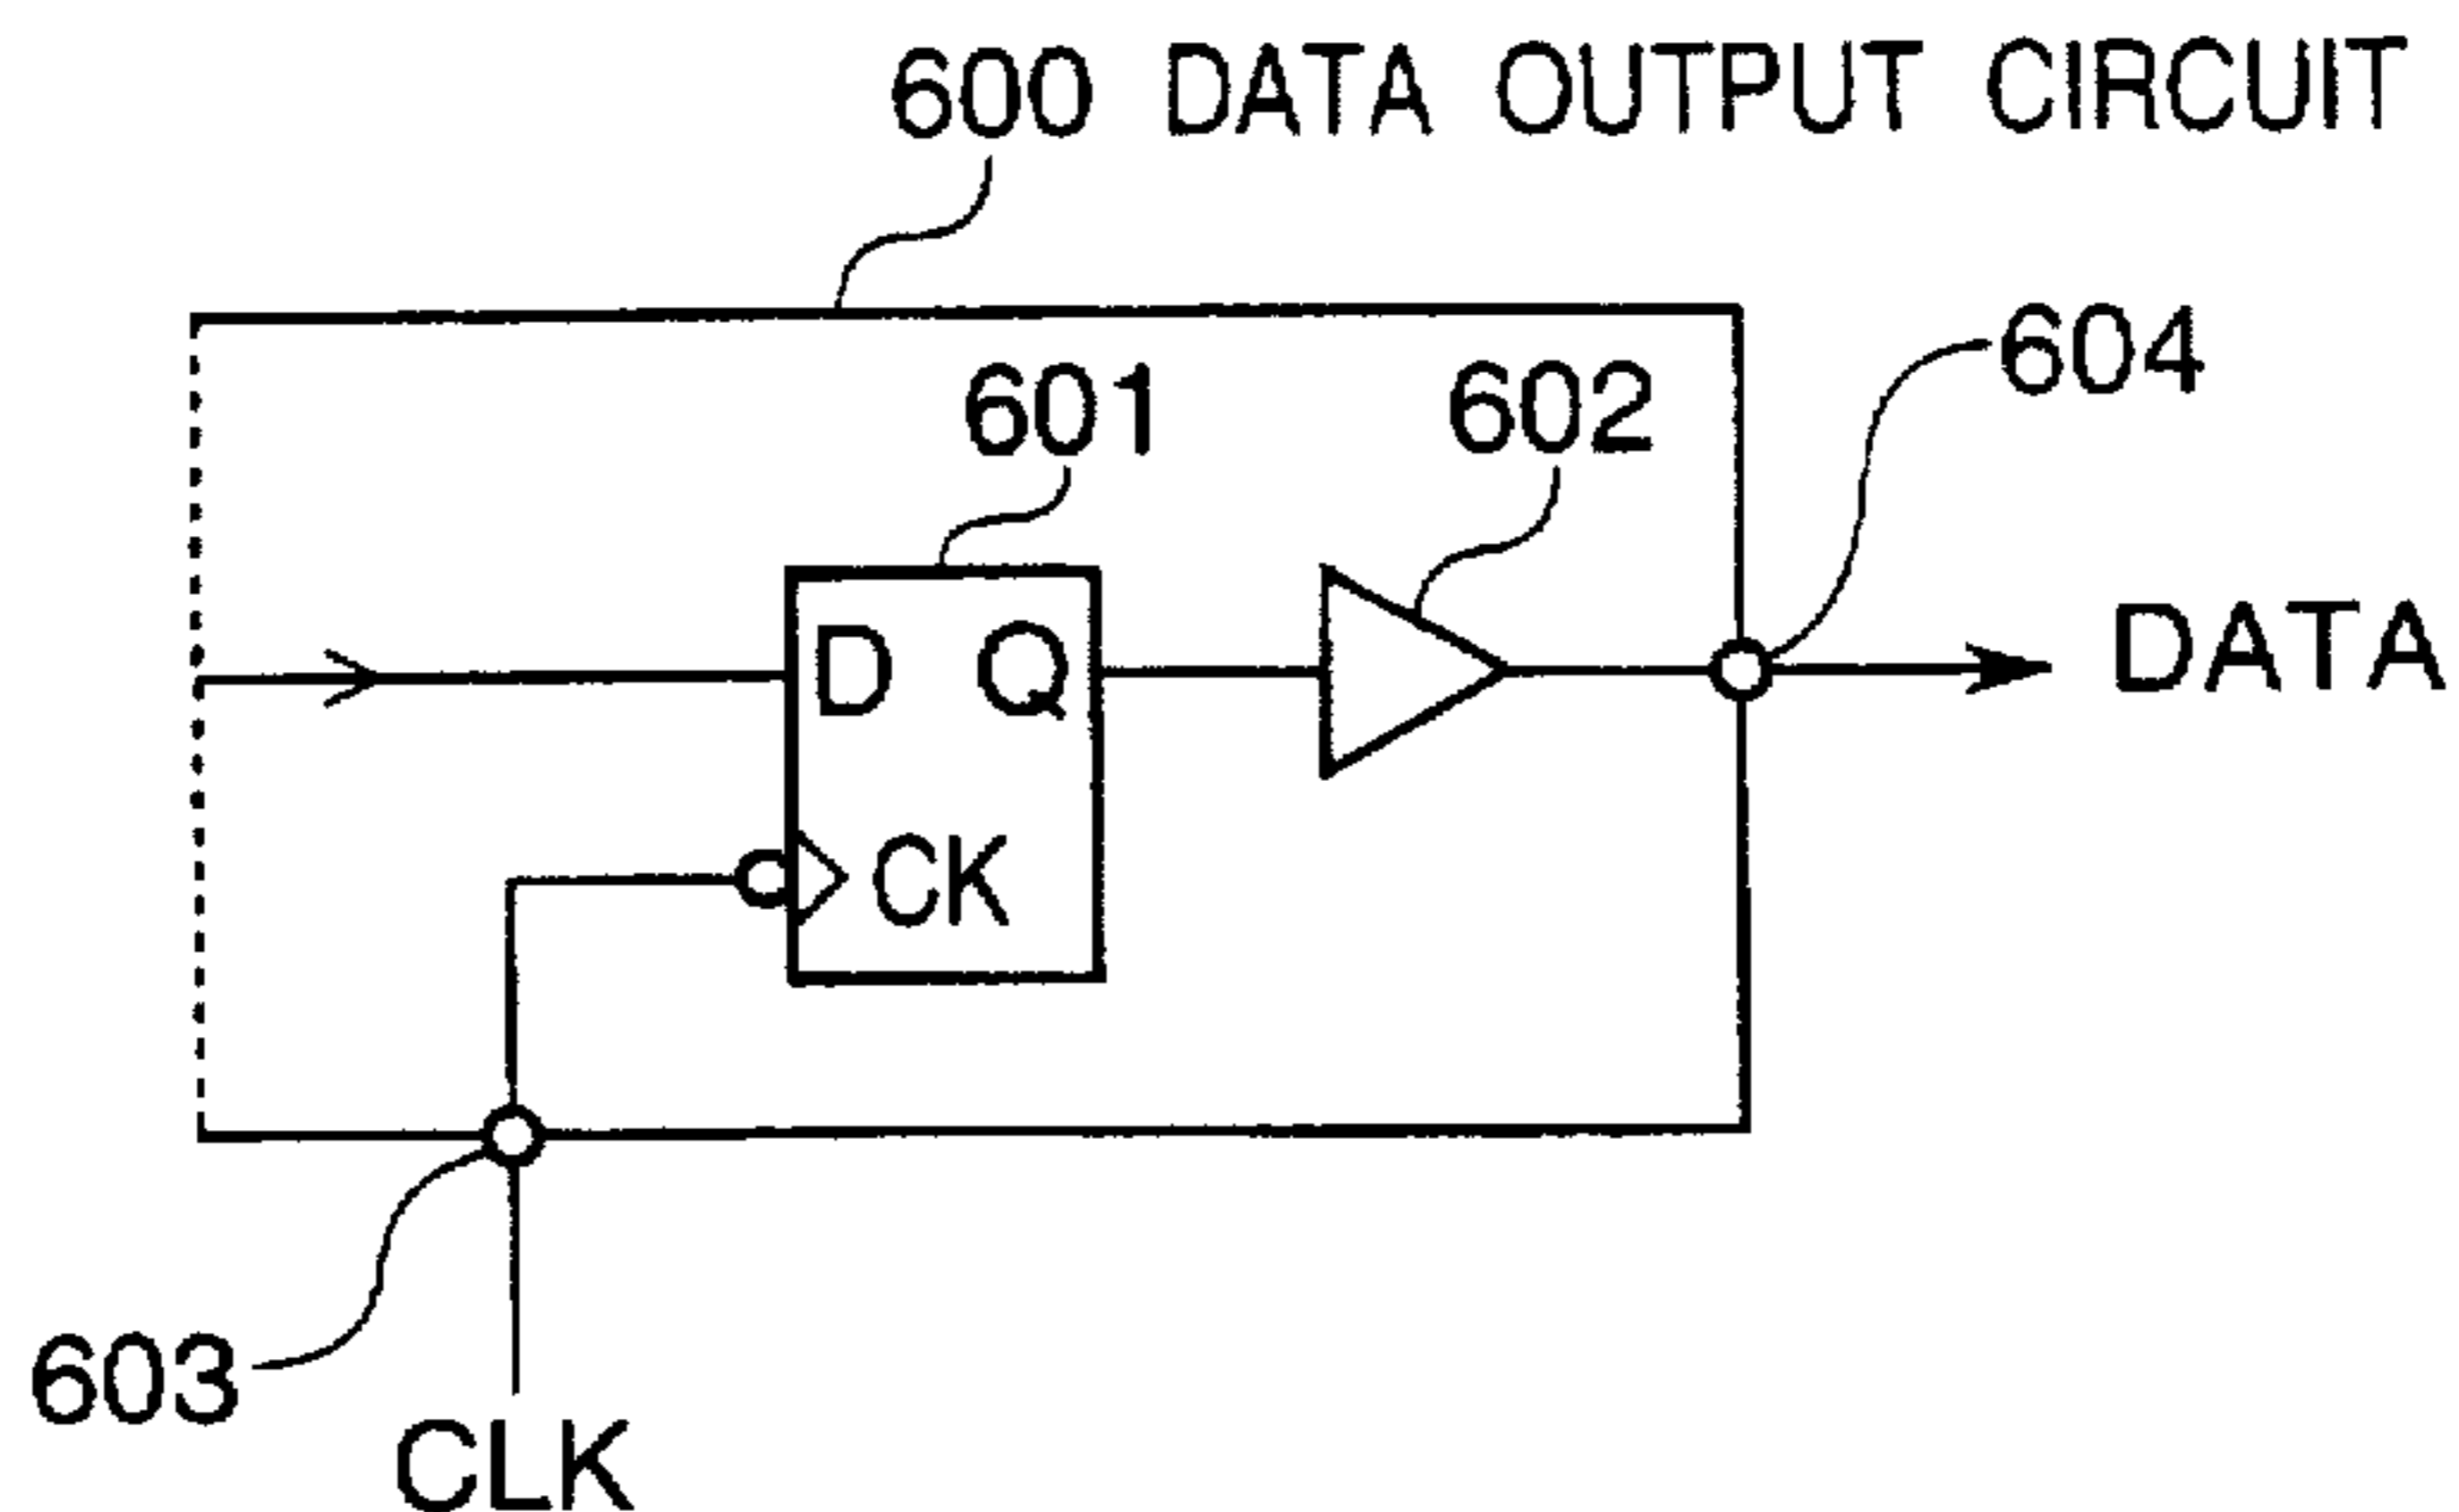 600 DATA OUTPUT CIRCUIT
604
601
602
D Q
DATA
CK
603
CLK